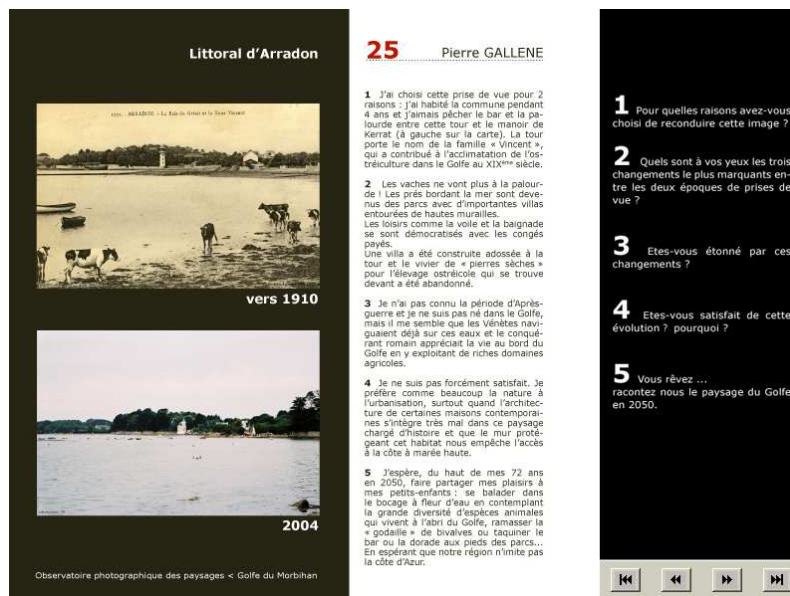 Littoral d'Arradon
vers 1910
2004
Observatoire photographique des paysages < Golfe du Morbihan
25 Pierre GALLENE
1 J'ai choisi cette prise de vue pour 2
raisons : j'ai habité la commune pendant
4 ans et j'aimais pêcher le bar et la pa-
lourde entre cette tour et le manoir de
Kerrat (à gauche sur la carte). La tour
porte le nom de la famille « Vincent »,
qui a contribué à l'acclimatation de l'os-
tréiculture dans le Golfe au XIXème siècle.
2 Les vaches ne vont plus à la palour-
de ! Les prés bordant la mer sont deve-
nus des parcs avec d'importantes villas
entourées de hautes murailles.
Les loisirs comme la voile et la baignade
se sont démocratisés avec les congés
payés.
Une villa a été construite adossée à la
tour et le vivier de « pierres sèches »
pour l'élevage ostréicole qui se trouve
devant a été abandonné.
3 Je n'ai pas connu la période d'Après-
guerre et je ne suis pas né dans le Golfe,
mais il me semble que les Vénètes navi-
guaient déjà sur ces eaux et le conqué-
rant romain appréciait la vie au bord du
Golfe en y exploitant de riches domaines
agricoles.
4 Je ne suis pas forcément satisfait. Je
préfère comme beaucoup la nature à
l'urbanisation, surtout quand l'architec-
ture de certaines maisons contemporai-
nes s'intègre très mal dans ce paysage
chargé d'histoire et que le mur proté-
geant cet habitat nous empêche l'accès
à la côte à marée haute.
5 J'espère, du haut de mes 72 ans
en 2050, faire partager mes plaisirs à
mes petits-enfants : se balader dans
le bocage à fleur d'eau en contemplant
la grande diversité d'espèces animales
qui vivent à l'abri du Golfe, ramasser la
« godaille » de bivalves ou taquiner le
bar ou la dorade aux pieds des parcs...
En espérant que notre région n'imite pas
la côte d'Azur.
1 Pour quelles raisons avez-vous
choisi de reconduire cette image ?
2 Quels sont à vos yeux les trois
changements le plus marquants en-
tre les deux époques de prises de
vue ?
3 Etes-vous étonné par ces
changements ?
4 Etes-vous satisfait de cette
évolution ? pourquoi ?
5 Vous rêvez ...
racontez nous le paysage du Golfe
en 2050.